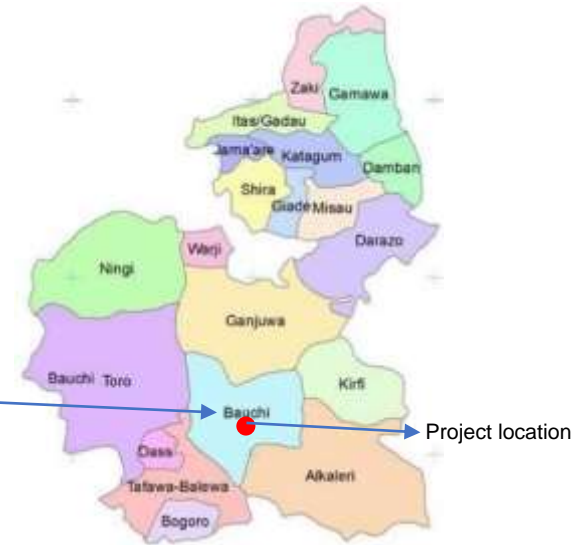 Zaki
Gamawa
Itas/Gadau
Jama'are
Katagum
Damban
Shira
Giade
Misau
Darazo
Warji
Ningi
Ganjuwa
Bauchi
Toro
Kirfi
Bauchi
Project location
Dass
Alkaleri
Tafawa-Balewa
Bogoro